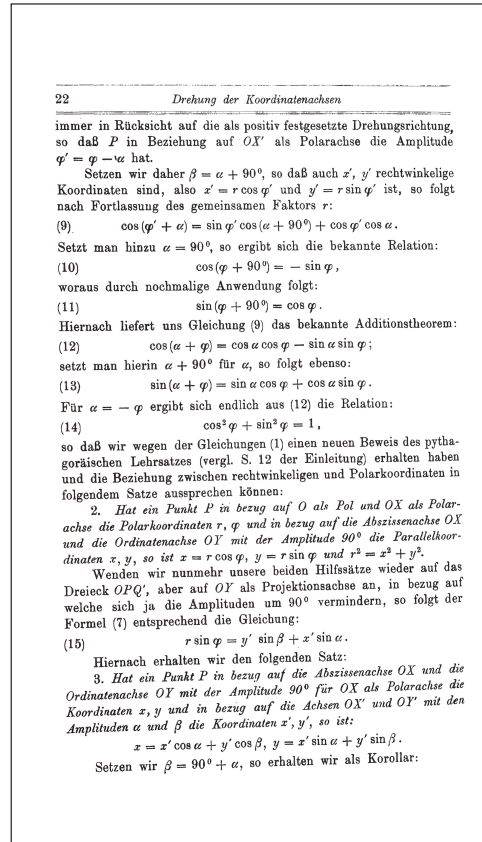 22 Drehung der Koordinatenachsen
immer in Rücksicht auf die als positiv festgesetzte Drehungsrichtung,
so daß P in Beziehung auf OX' als Polarachse die Amplitude
φ' = φ − α hat.
Setzen wir daher β = α + 90⁰, so daß auch x', y' rechtwinkelige
Koordinaten sind, also x' = r cos φ' und y' = r sin φ' ist, so folgt
nach Fortlassung des gemeinsamen Faktors r:
(9) cos (φ' + α) = sin φ' cos (α + 90⁰) + cos φ' cos α.
Setzt man hinzu α = 90⁰, so ergibt sich die bekannte Relation:
(10) cos (φ + 90⁰) = − sin φ,
woraus durch nochmalige Anwendung folgt:
(11) sin (φ + 90⁰) = cos φ.
Hiernach liefert uns Gleichung (9) das bekannte Additionstheorem:
(12) cos (α + φ) = cos α cos φ − sin α sin φ;
setzt man hierin α + 90⁰ für α, so folgt ebenso:
(13) sin (α + φ) = sin α cos φ + cos α sin φ.
Für α = − φ ergibt sich endlich aus (12) die Relation:
(14) cos² φ + sin² φ = 1,
so daß wir wegen der Gleichungen (1) einen neuen Beweis des pytha-
goräischen Lehrsatzes (vergl. S. 12 der Einleitung) erhalten haben
und die Beziehung zwischen rechtwinkeligen und Polarkoordinaten in
folgendem Satze aussprechen können:
2. Hat ein Punkt P in bezug auf O als Pol und OX als Polar-
achse die Polarkoordinaten r, φ und in bezug auf die Abszissenachse OX
und die Ordinatenachse OY mit der Amplitude 90⁰ die Parallelkoor-
dinaten x, y, so ist x = r cos φ, y = r sin φ und r² = x² + y².
Wenden wir nunmehr unsere beiden Hilfssätze wieder auf das
Dreieck OPQ', aber auf OY als Projektionsachse an, in bezug auf
welche sich ja die Amplituden um 90⁰ vermindern, so folgt der
Formel (7) entsprechend die Gleichung:
(15) r sin φ = y' sin β + x' sin α.
Hiernach erhalten wir den folgenden Satz:
3. Hat ein Punkt P in bezug auf die Abszissenachse OX und die
Ordinatenachse OY mit der Amplitude 90⁰ für OX als Polarachse die
Koordinaten x, y und in bezug auf die Achsen OX' und OY' mit den
Amplituden α und β die Koordinaten x', y', so ist:
x = x' cos α + y' cos β, y = x' sin α + y' sin β.
Setzen wir β = 90⁰ + α, so erhalten wir als Korollar: